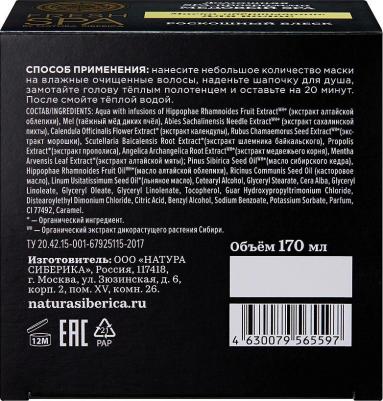 РОСКОШНЫЙ БЛЕСК
СПОСОБ ПРИМЕНЕНИЯ: нанесите небольшое количество маски
на влажные очищенные волосы, наденьте шапочку для душа,
замотайте голову тёплым полотенцем и оставьте на 20 минут.
После смойте тёплой водой.
СОСТАВ/INGREDIENTS: Aqua with infusions of Hippophae Rhamnoides Fruit Extract (экстракт алтайской
облепихи), Mel (таёжный мёд диких пчёл), Abies Sachalinensis Needle Extract (экстракт сахалинской
пихты), Calendula Officinalis Flower Extract* (экстракт календулы), Rubus Chamaemorus Seed Extract (экс-
тракт морошки), Scutellaria Baicalensis Root Extract (экстракт шлемника байкальского), Propolis
Extract (экстракт прополиса), Angelica Archangelica Root Extract (экстракт медвежьего корня), Mentha
Arvensis Leaf Extract* (экстракт алтайской мяты); Pinus Sibirica Seed Oil (масло сибирского кедра),
Hippophae Rhamnoides Fruit Oil (масло алтайской облепихи), Ricinus Communis Seed Oil (касторовое
масло), Linum Usitatissimum Seed Oil* (льняное масло), Cetearyl Alcohol, Glyceryl Stearate, Cera Alba, Glyceryl
Linoleate, Glyceryl Oleate, Glyceryl Linolenate, Tocopherol, Guar Hydroxypropyltrimonium Chloride,
Distearoylethyl Dimonium Chloride, Citric Acid, Benzyl Alcohol, Sodium Benzoate, Potassium Sorbate, Parfum,
CI 77492, Caramel.
* – Органический ингредиент.
WH – Органический экстракт дикорастущего растения Сибири.
ТУ 20.42.15-001-67925115-2017
Объём 170 мл
Изготовитель: ООО «НАТУРА
СИБЕРИКА», Россия, 117418,
г. Москва, ул. Зюзинская, д. 6,
корп. 2, пом. XV, комн. 26.
naturasiberica.ru
12M
EAC
PAP
4 630079 565597